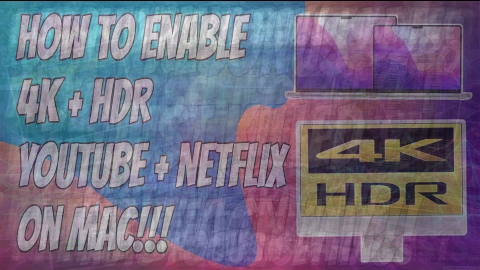 HOW TO ENABLE
4K + HDR
YOUTUBE + NETFLIX
ON MAC!!!
4K
HDR